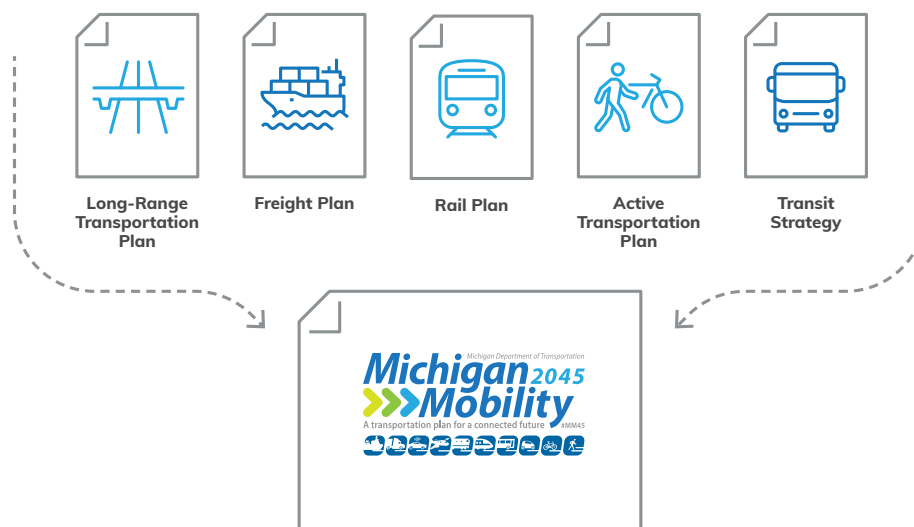 Long-Range
Transportation
Plan
Freight Plan
Rail Plan
Active
Transportation
Plan
Transit
Strategy
Michigan Department of Transportation
Michigan 2045
Mobility
A transportation plan for a connected future #MM45